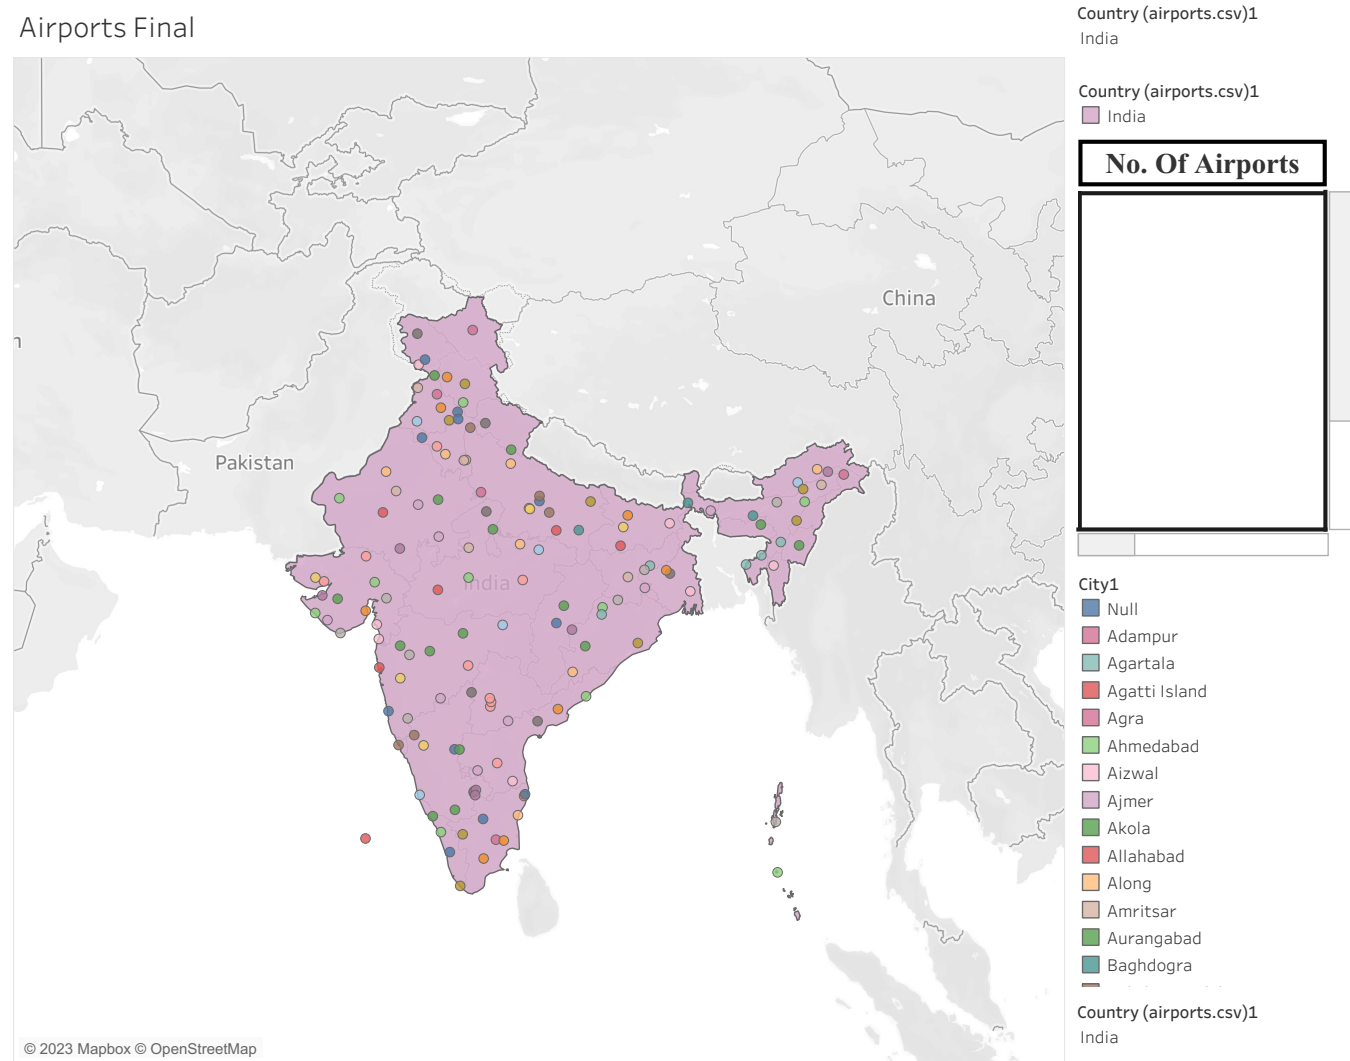 Airports Final
Country (airports.csv)1
India
Country (airports.csv)1
India
No. Of Airports
China
Pakistan
n
India
City1
Null
Adampur
Agartala
Agatti Island
Agra
Ahmedabad
Aizwal
Ajmer
Akola
Allahabad
Along
Amritsar
Aurangabad
Baghdogra
Country (airports.csv)1
India
© 2023 Mapbox © OpenStreetMap